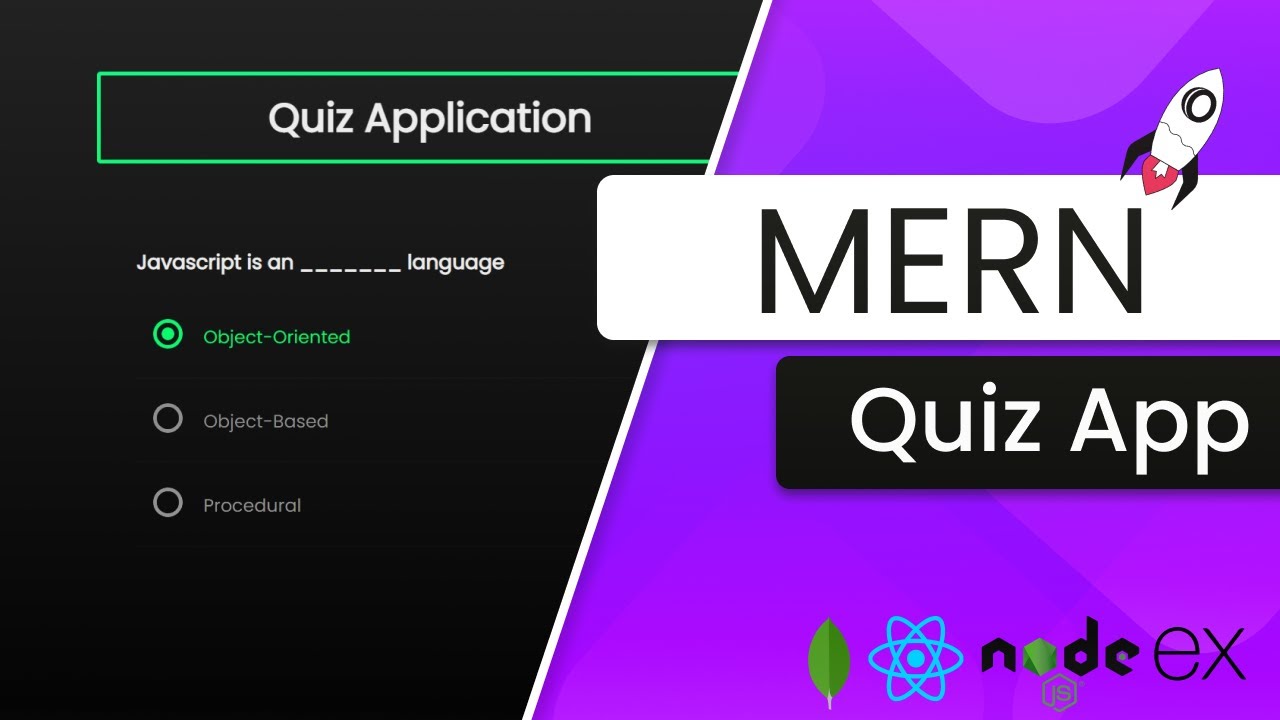 Quiz Application
Javascript is an _______ language
Object-Oriented
Object-Based
Procedural
MERN
Quiz App
node
JS
ex